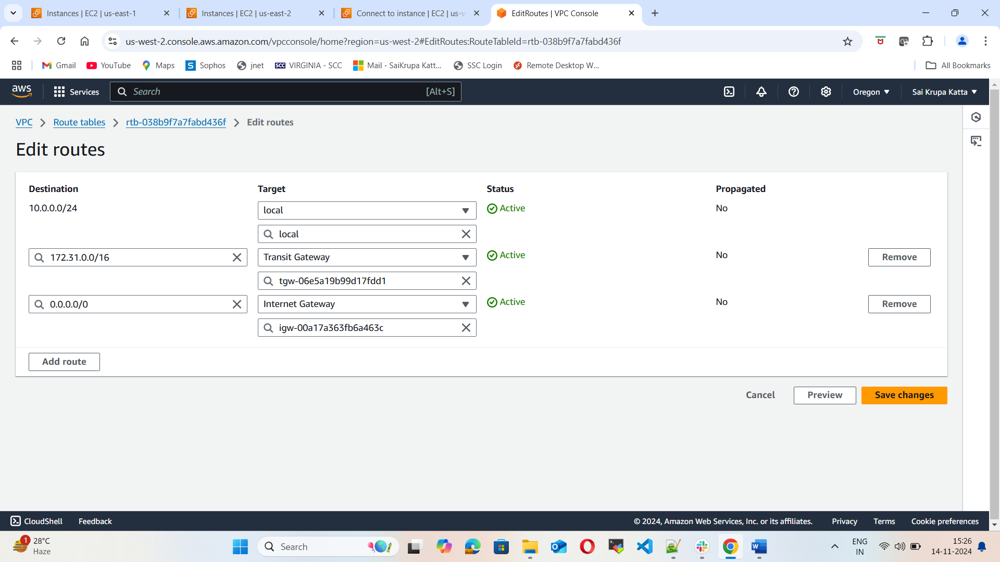 Instances | EC2 | us-east-1
Instances | EC2 | us-east-2
Connect to instance | EC2 | us-w
EditRoutes | VPC Console
us-west-2.console.aws.amazon.com/vpcconsole/home?region=us-west-2#EditRoutes:RouteTableId=rtb-038b9f7a7fabd436f
Gmail
YouTube
Maps
S Sophos
jnet
SCC VIRGINIA - SCC
Mail - SaiKrupa Katt...
SSC Login
Remote Desktop W...
All Bookmarks
aws
Services
Search
[Alt+S]
Oregon
Sai Krupa Katta
VPC
Route tables
rtb-038b9f7a7fabd436f
Edit routes
Edit routes
Destination
Target
Status
Propagated
10.0.0.0/24
local
Active
No
local
172.31.0.0/16
Transit Gateway
Active
No
Remove
tgw-06e5a19b99d17fdd1
0.0.0.0/0
Internet Gateway
Active
No
Remove
igw-00a17a363fb6a463c
Add route
Cancel
Preview
Save changes
CloudShell
Feedback
© 2024, Amazon Web Services, Inc. or its affiliates.
Privacy
Terms
Cookie preferences
1
28°C
Haze
Search
ENG
IN
15:26
14-11-2024